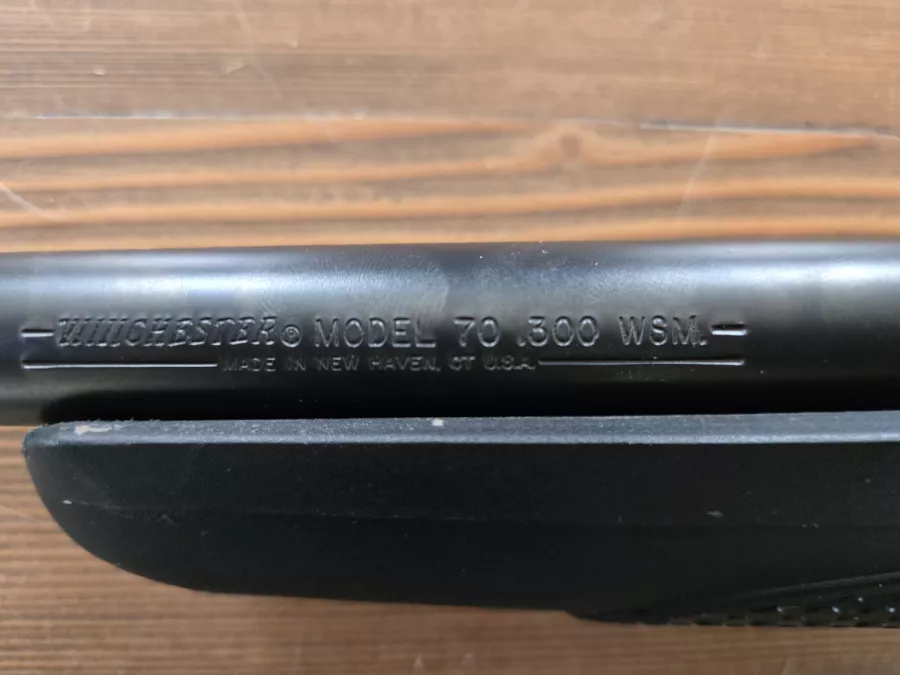 WINCHESTER® MODEL 70 .300 WSM.
MADE IN NEW HAVEN, CT U.S.A.